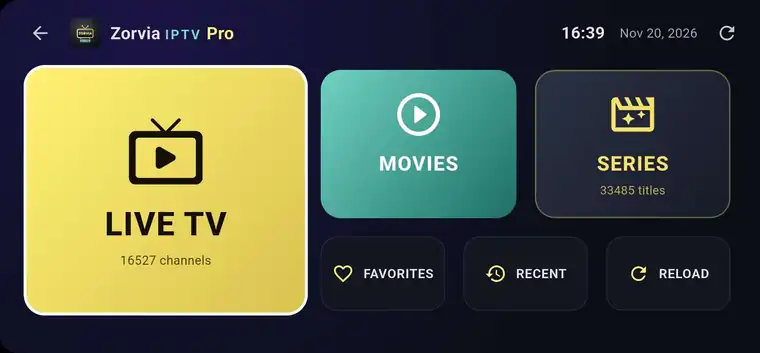 Zorvia IPTV Pro
16:39 Nov 20, 2026
LIVE TV
16527 channels
MOVIES
SERIES
33485 titles
FAVORITES
RECENT
RELOAD